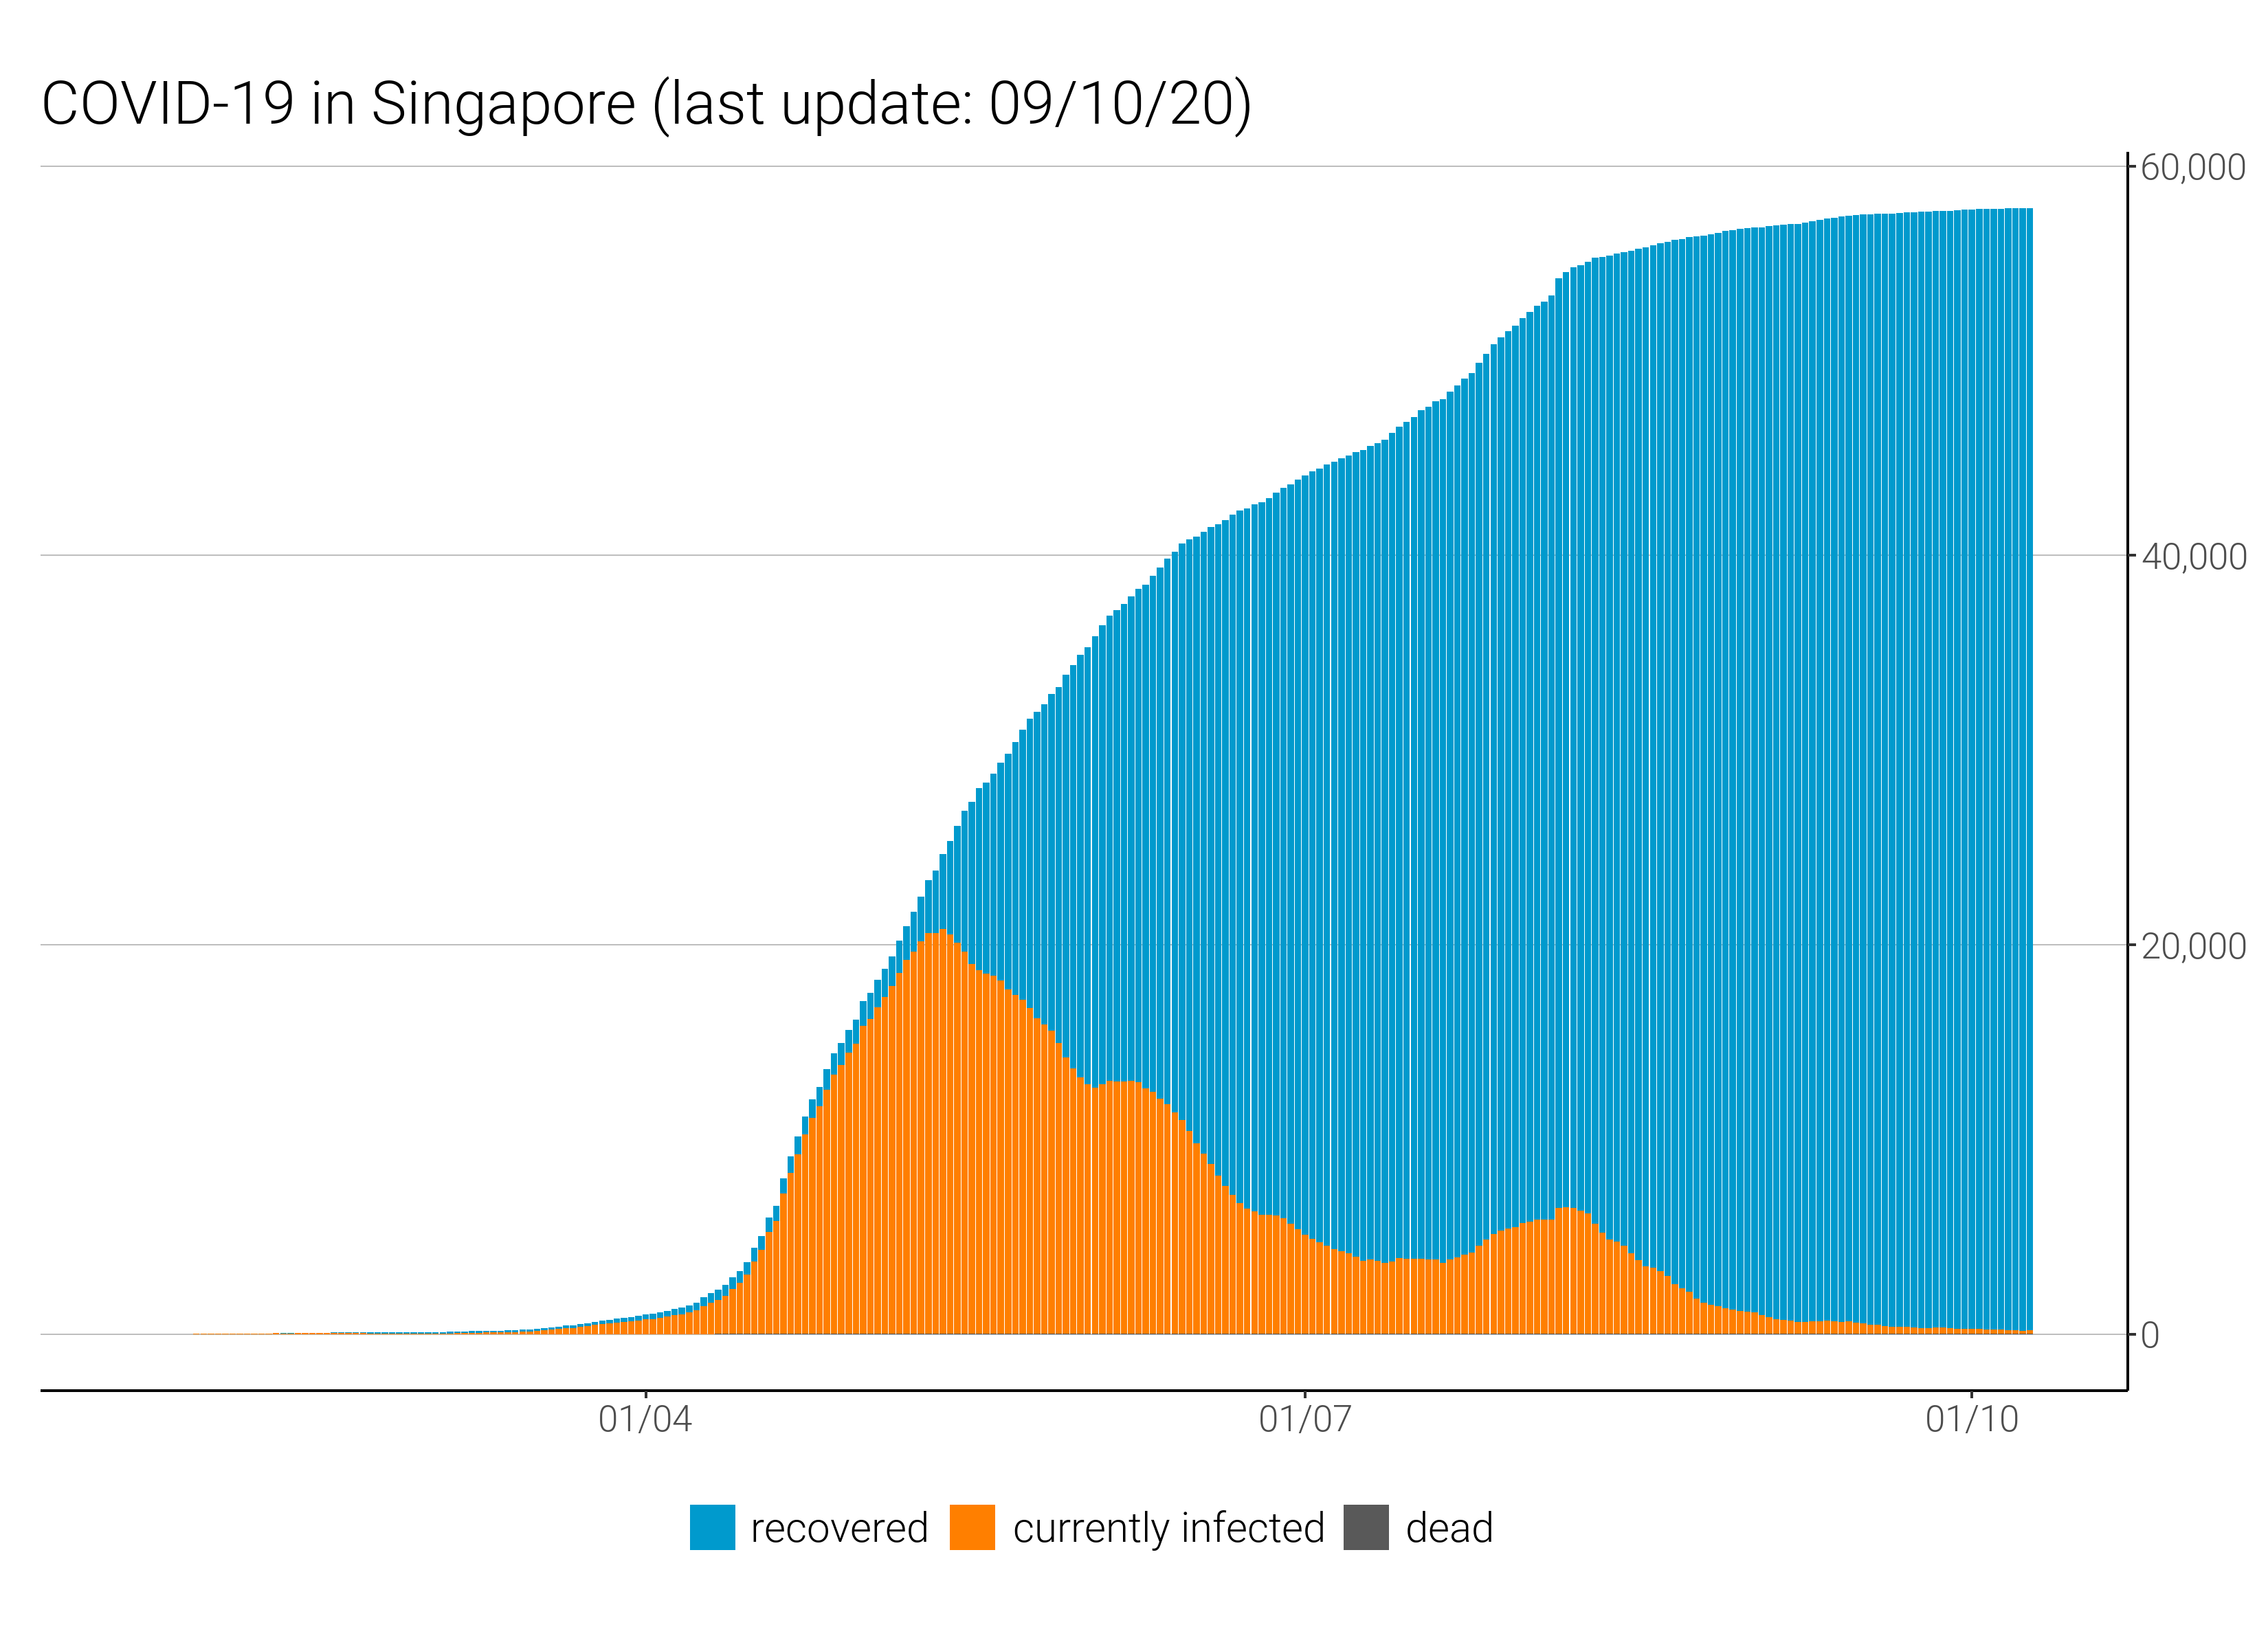 COVID-19 in Singapore (last update: 09/10/20)
60,000
40,000
20,000
0
01/04 01/07 01/10
recovered currently infected dead